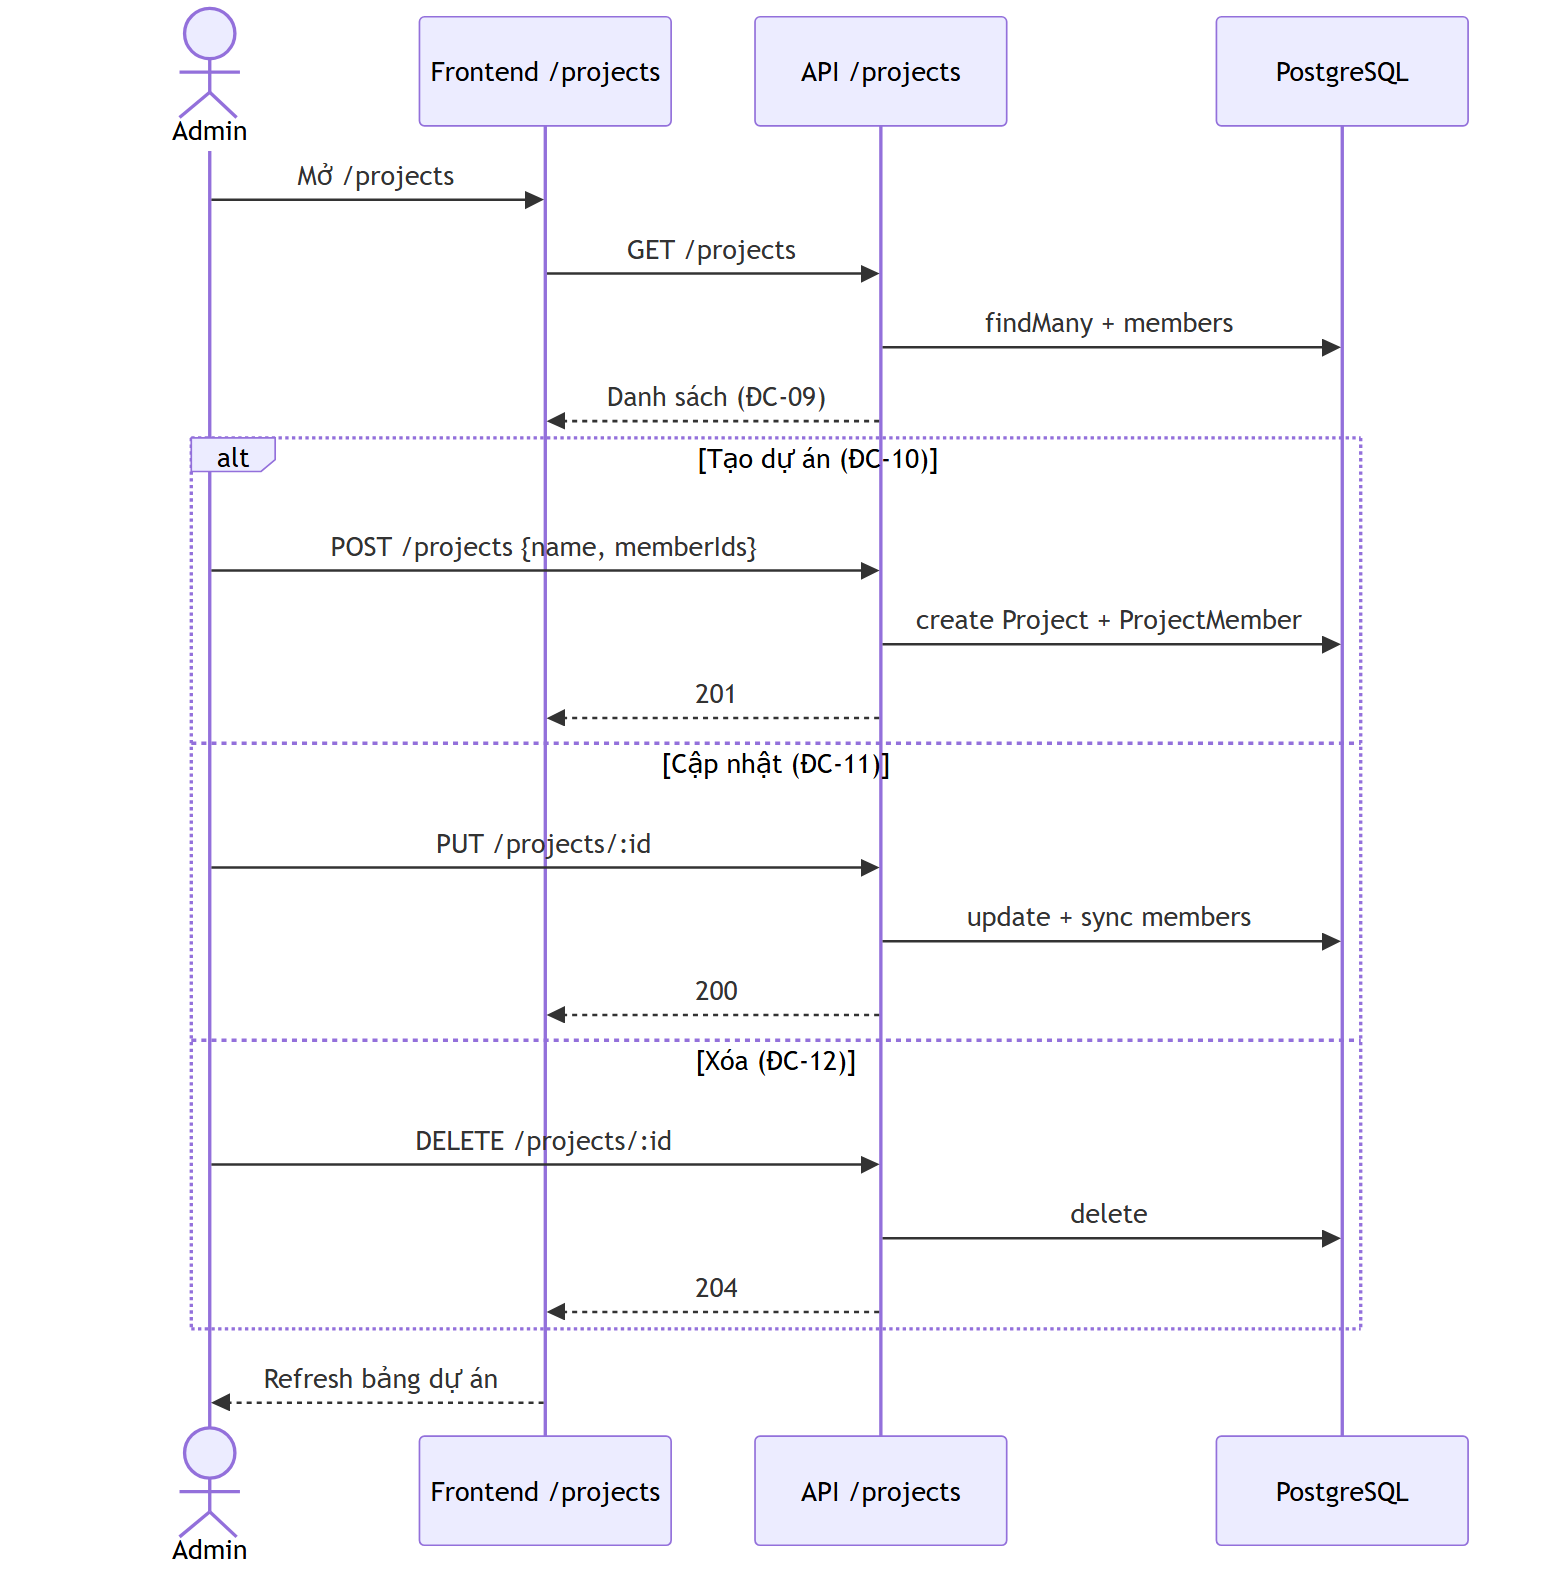 Admin
Frontend /projects
API /projects
PostgreSQL
Mở /projects
GET /projects
findMany + members
Danh sách (ĐC-09)
alt
[Tạo dự án (ĐC-10)]
POST /projects {name, memberIds}
create Project + ProjectMember
201
[Cập nhật (ĐC-11)]
PUT /projects/:id
update + sync members
200
[Xóa (ĐC-12)]
DELETE /projects/:id
delete
204
Refresh bảng dự án
Admin
Frontend /projects
API /projects
PostgreSQL